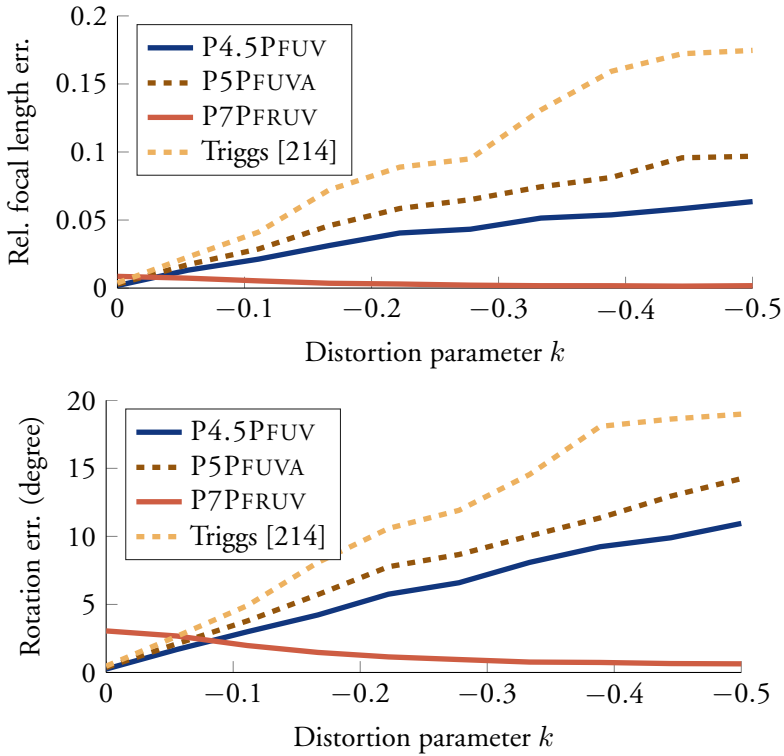 0.2
0.15
0.1
0.05
0
Rel. focal length err.
P4.5PFUV
P5PFUVA
P7PFRUV
Triggs [214]
0 −0.1 −0.2 −0.3 −0.4 −0.5
Distortion parameter k
20
15
10
5
0
Rotation err. (degree)
P4.5PFUV
P5PFUVA
P7PFRUV
Triggs [214]
0 −0.1 −0.2 −0.3 −0.4 −0.5
Distortion parameter k